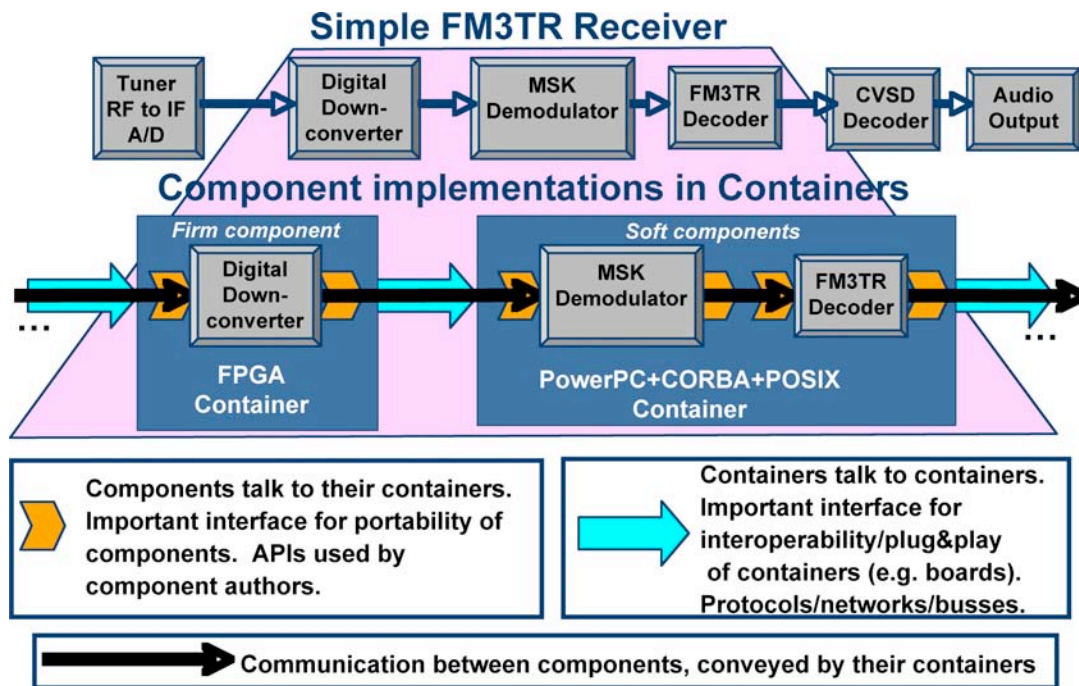 Simple FM3TR Receiver
Tuner
RF to IF
A/D
Digital
Down-
converter
MSK
Demodulator
FM3TR
Decoder
CVSD
Decoder
Audio
Output
Component implementations in Containers
Firm component
Digital
Down-
converter
FPGA
Container
Soft components
MSK
Demodulator
FM3TR
Decoder
PowerPC+CORBA+POSIX
Container
...
...
Components talk to their containers.
Important interface for portability of
components. APIs used by
component authors.
Containers talk to containers.
Important interface for
interoperability/plug&play
of containers (e.g. boards).
Protocols/networks/busses.
Communication between components, conveyed by their containers